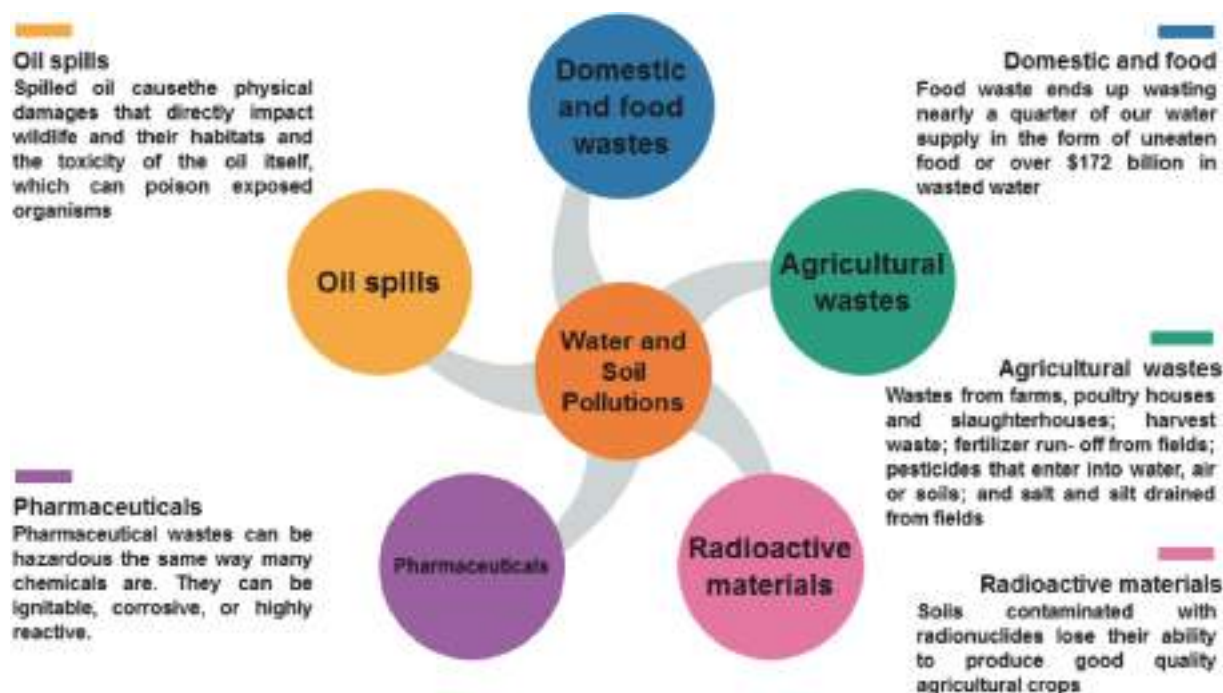 Oil spills
Spilled oil causethe physical
damages that directly impact
wildlife and their habitats and
the toxicity of the oil itself,
which can poison exposed
organisms
Domestic
and food
wastes
Domestic and food
Food waste ends up wasting
nearly a quarter of our water
supply in the form of uneaten
food or over $172 billion in
wasted water
Oil spills
Agricultural
wastes
Water and
Soil
Pollutions
Agricultural wastes
Wastes from farms, poultry houses
and slaughterhouses; harvest
waste; fertilizer run- off from fields;
pesticides that enter into water, air
or soils; and salt and silt drained
from fields
Pharmaceuticals
Pharmaceutical wastes can be
hazardous the same way many
chemicals are. They can be
ignitable, corrosive, or highly
reactive.
Pharmaceuticals
Radioactive
materials
Radioactive materials
Soils contaminated with
radionuclides lose their ability
to produce good quality
agricultural crops